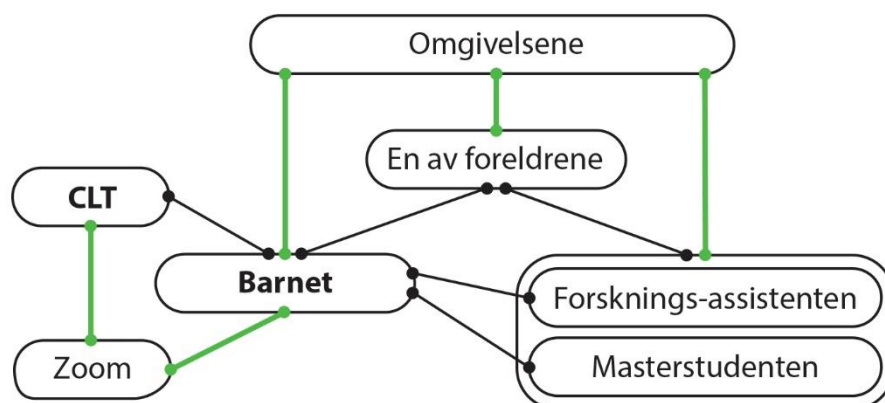 Omgivelsene
En av foreldrene
CLT
Barnet
Forsknings-assistenten
Zoom
Masterstudenten